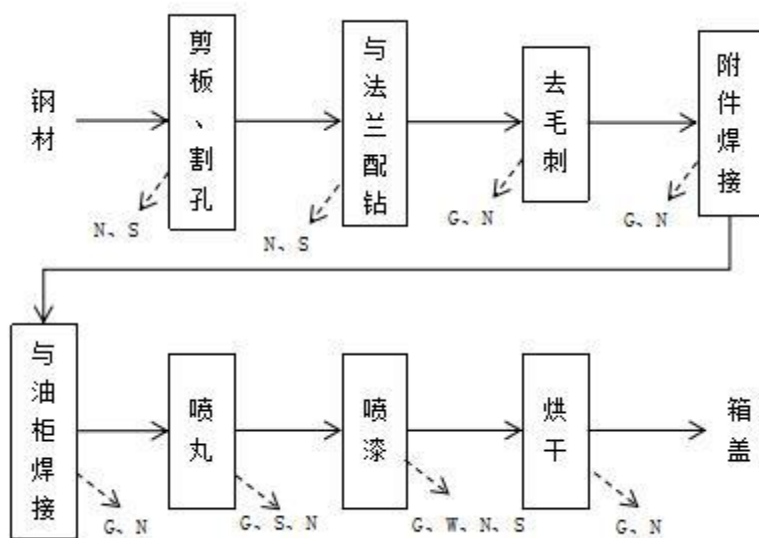 钢材
剪板、割孔
与法兰配钻
去毛刺
附件焊接
N、S
N、S
G、N
G、N
与油柜焊接
喷丸
喷漆
烘干
箱盖
G、N
G、S、N
G、W、N、S
G、N